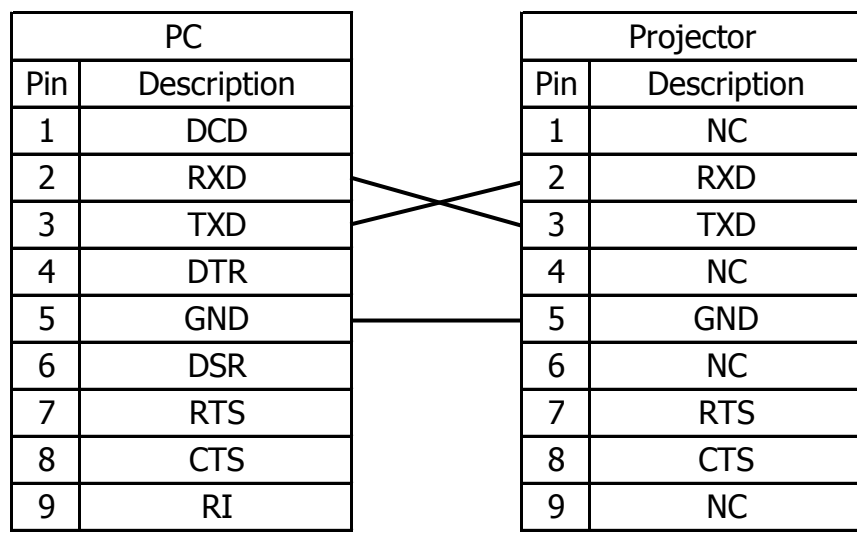 PC Projector
Pin Description Pin Description
1 DCD 1 NC
2 RXD 2 RXD
3 TXD 3 TXD
4 DTR 4 NC
5 GND 5 GND
6 DSR 6 NC
7 RTS 7 RTS
8 CTS 8 CTS
9 RI 9 NC